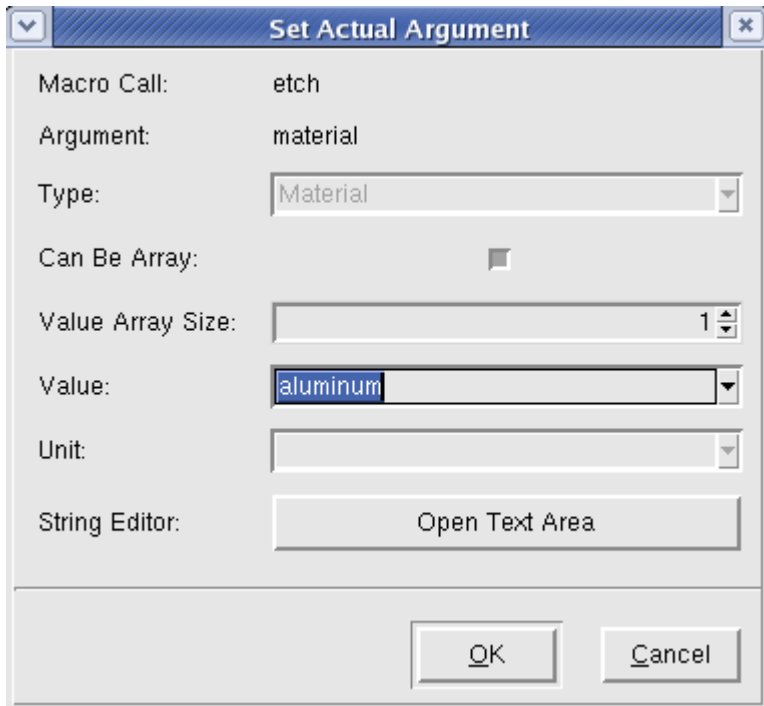 Set Actual Argument
Macro Call: etch
Argument: material
Type: Material
Can Be Array:
Value Array Size: 1
Value: aluminum
Unit:
String Editor: Open Text Area
OK Cancel